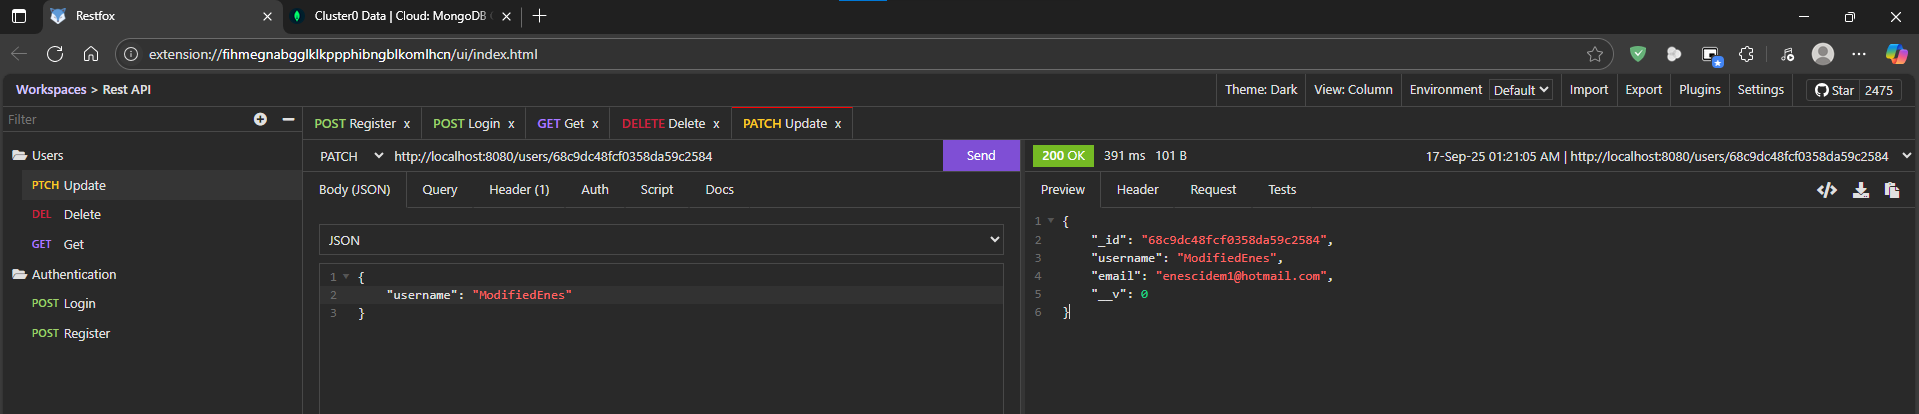 Restfox
Cluster0 Data | Cloud: MongoDB
extension://fihmegnabgglklkppphibngblkomlhcn/ui/index.html
Workspaces > Rest API
Theme: Dark
View: Column
Environment
Default
Import
Export
Plugins
Settings
Star
2475
Filter
POST Register x
POST Login x
GET Get x
DELETE Delete x
PATCH Update x
Users
PTCH Update
DEL Delete
GET Get
Authentication
POST Login
POST Register
PATCH
http://localhost:8080/users/68c9dc48fcf0358da59c2584
Send
Body (JSON)
Query
Header (1)
Auth
Script
Docs
JSON
1 {
2 "username": "ModifiedEnes"
3 }
200 OK
391 ms
101 B
17-Sep-25 01:21:05 AM | http://localhost:8080/users/68c9dc48fcf0358da59c2584
Preview
Header
Request
Tests
1 {
2 "_id": "68c9dc48fcf0358da59c2584",
3 "username": "ModifiedEnes",
4 "email": "enescidem1@hotmail.com",
5 "__v": 0
6 }